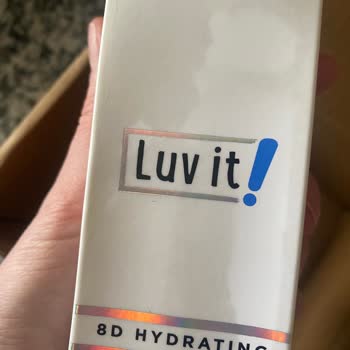 Luv it!
8D HYDRATING